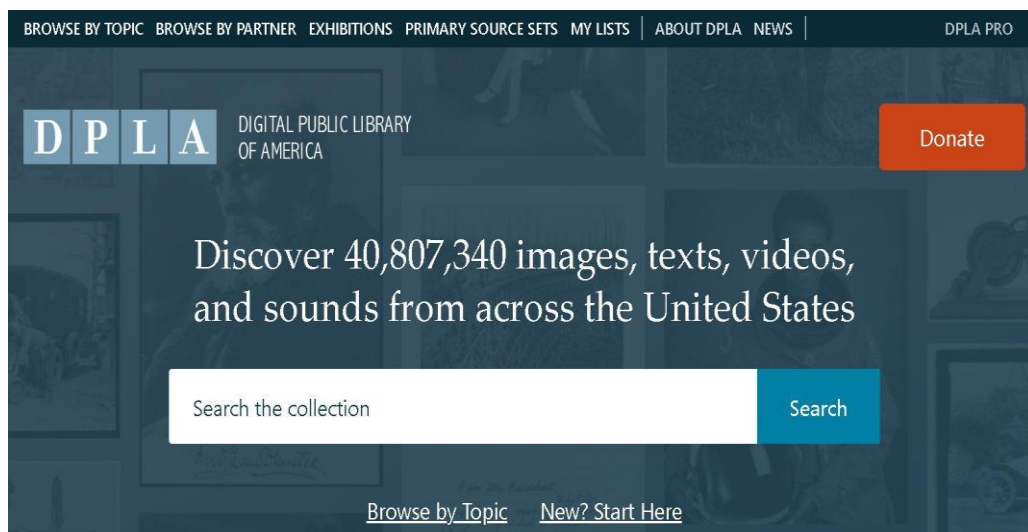 BROWSE BY TOPIC BROWSE BY PARTNER EXHIBITIONS PRIMARY SOURCE SETS MY LISTS ABOUT DPLA NEWS DPLA PRO
DPLA DIGITAL PUBLIC LIBRARY
OF AMERICA
Donate
Discover 40,807,340 images, texts, videos,
and sounds from across the United States
Search the collection Search
Browse by Topic New? Start Here